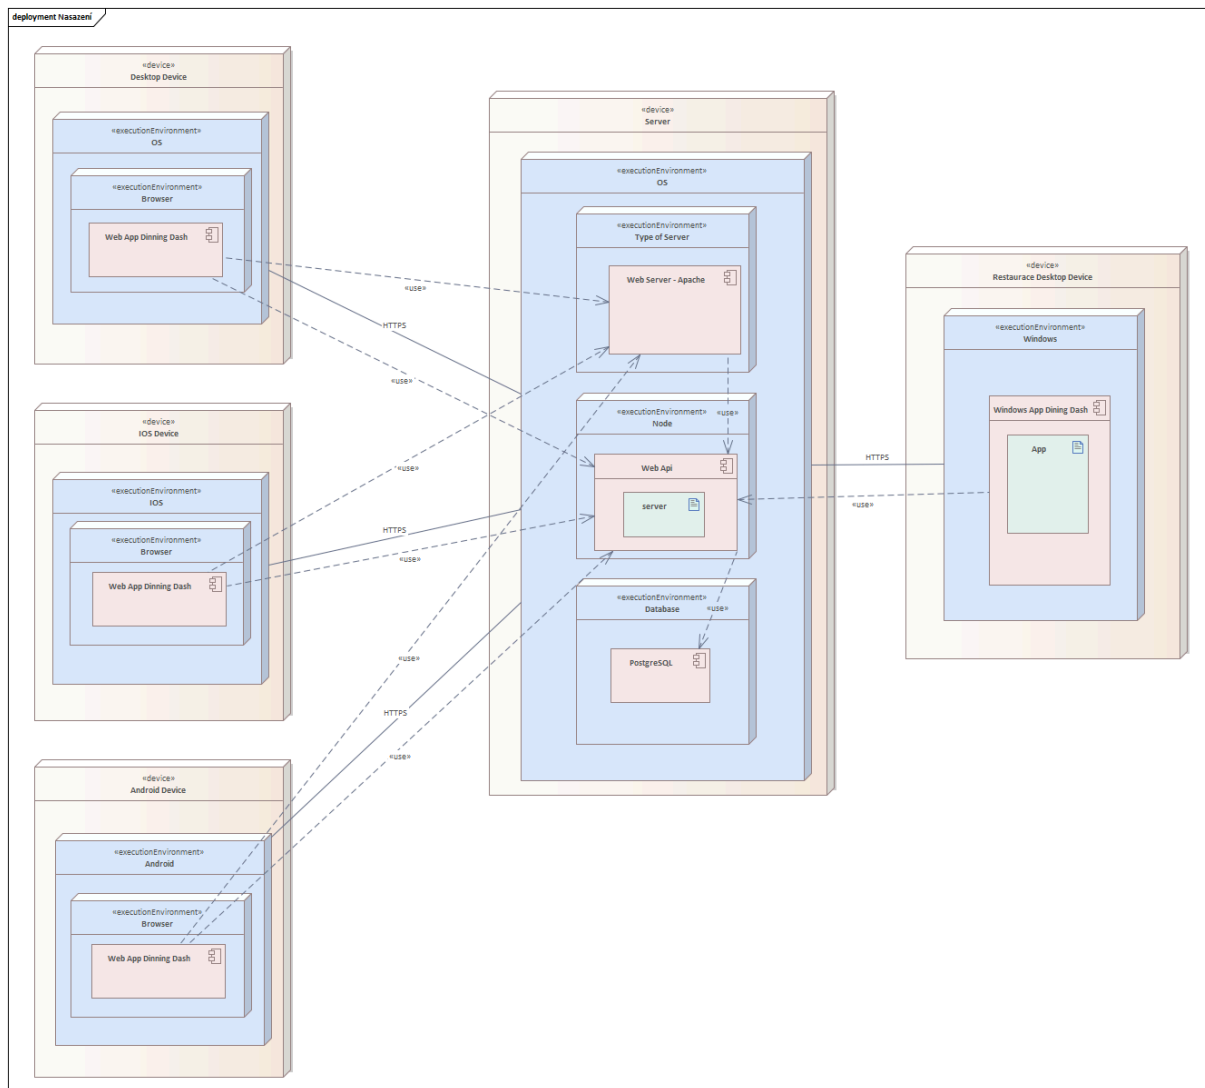 deployment Nasazení
«device»
Desktop Device
«executionEnvironment»
OS
«executionEnvironment»
Browser
Web App Dinning Dash
«device»
IOS Device
«executionEnvironment»
IOS
«executionEnvironment»
Browser
Web App Dinning Dash
«device»
Android Device
«executionEnvironment»
Android
«executionEnvironment»
Browser
Web App Dinning Dash
«use»
HTTPS
«use»
«use»
HTTPS
«use»
«use»
HTTPS
«use»
«device»
Server
«executionEnvironment»
OS
«executionEnvironment»
Type of Server
Web Server - Apache
«use»
«executionEnvironment»
Node
Web Api
server
«executionEnvironment»
Database
«use»
PostgreSQL
HTTPS
«use»
«device»
Restaurace Desktop Device
«executionEnvironment»
Windows
Windows App Dining Dash
App